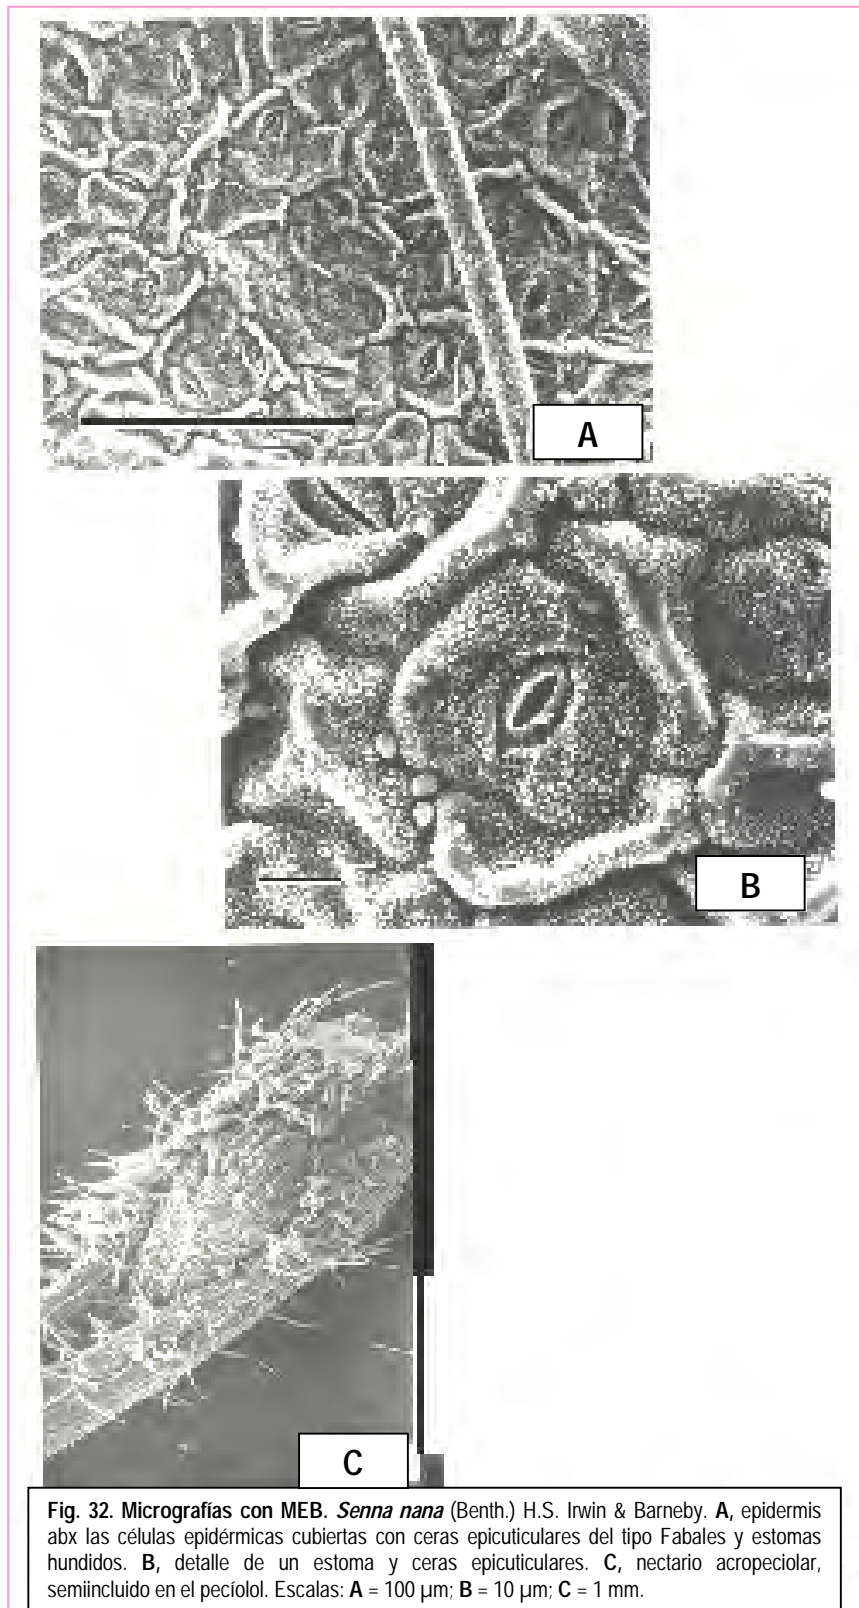 A
B
C
Fig. 32. Micrografías con MEB. Senna nana (Benth.) H.S. Irwin & Barneby. A, epidermis
abx las células epidérmicas cubiertas con ceras epicuticulares del tipo Fabales y estomas
hundidos. B, detalle de un estoma y ceras epicuticulares. C, nectario acropeciolar,
semiincluido en el pecíolol. Escalas: A = 100 µm; B = 10 µm; C = 1 mm.